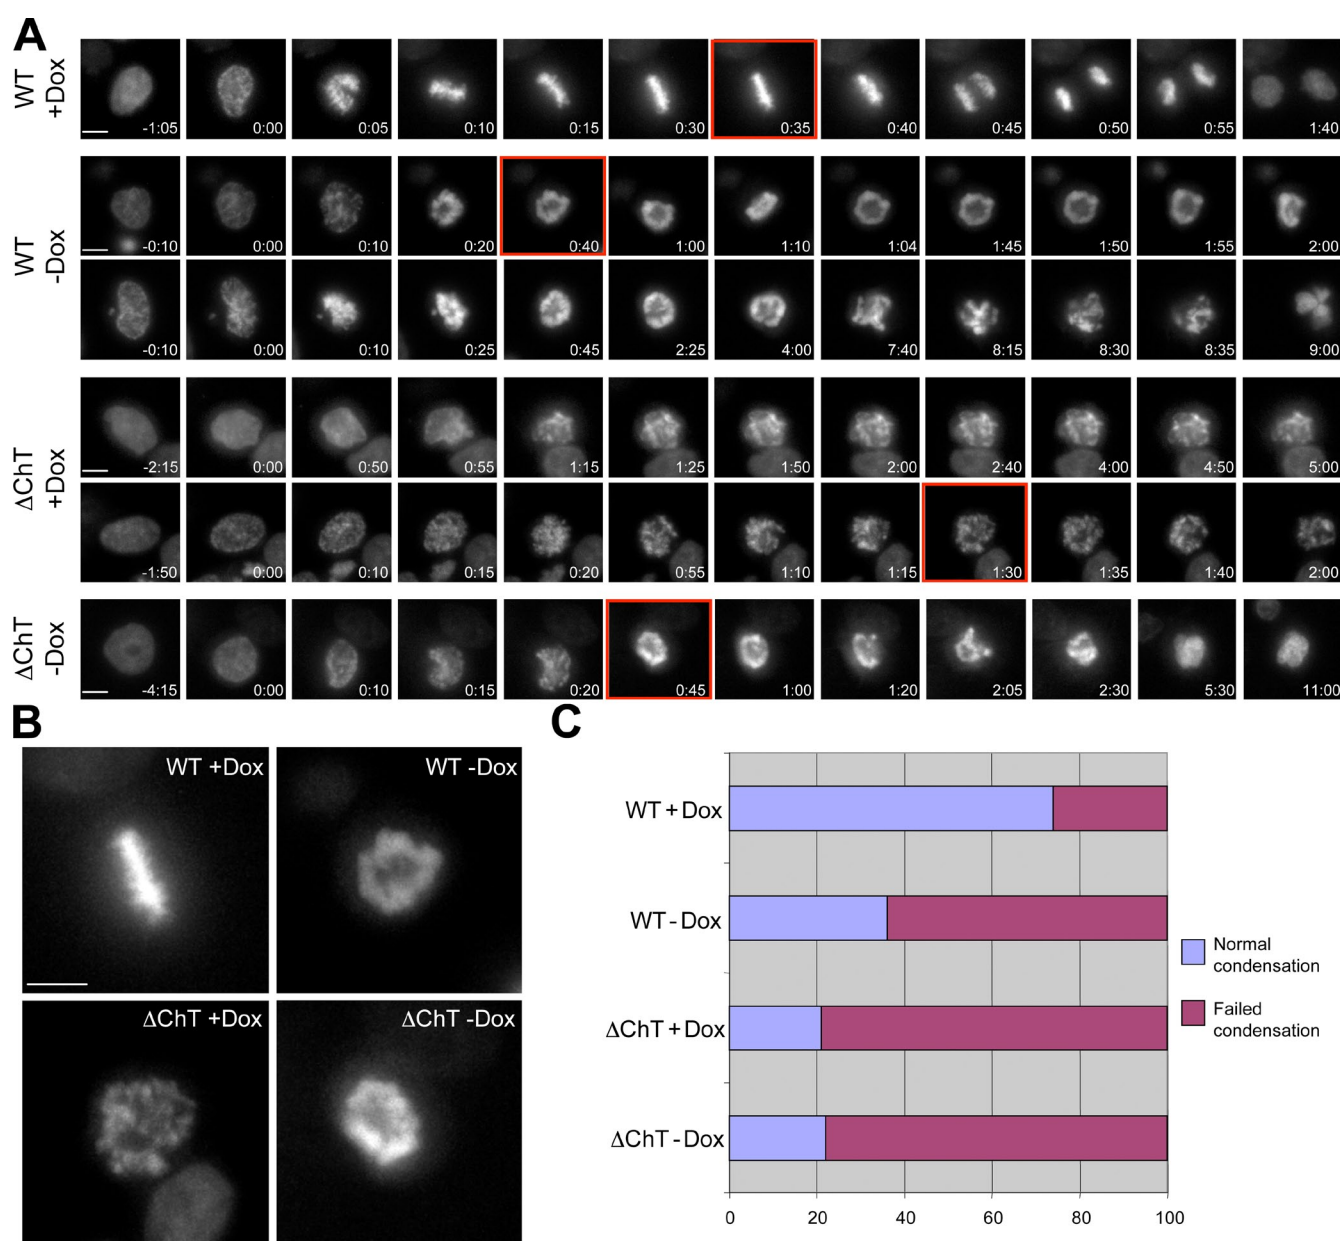 A
WT
+Dox
-1:05 0:00 0:05 0:10 0:15 0:30 0:35 0:40 0:45 0:50 0:55 1:40
WT
-Dox
-0:10 0:00 0:10 0:20 0:40 1:00 1:10 1:04 1:45 1:50 1:55 2:00
-0:10 0:00 0:10 0:25 0:45 2:25 4:00 7:40 8:15 8:30 8:35 9:00
ΔChT
+Dox
-2:15 0:00 0:50 0:55 1:15 1:25 1:50 2:00 2:40 4:00 4:50 5:00
-1:50 0:00 0:10 0:15 0:20 0:55 1:10 1:15 1:30 1:35 1:40 2:00
ΔChT
-Dox
-4:15 0:00 0:10 0:15 0:20 0:45 1:00 1:20 2:05 2:30 5:30 11:00
B
WT +Dox
WT -Dox
ΔChT +Dox
ΔChT -Dox
C
WT + Dox
WT - Dox
ΔChT + Dox
ΔChT - Dox
0 20 40 60 80 100
Normal
condensation
Failed
condensation